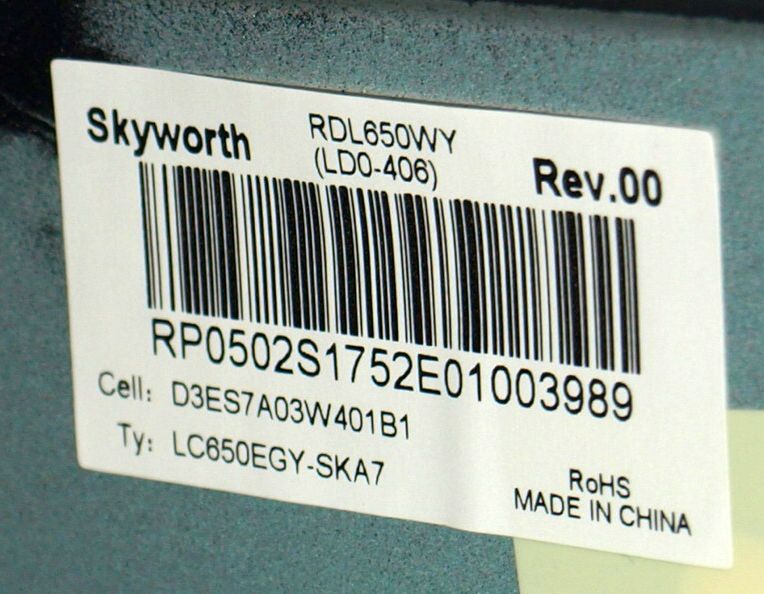 Skyworth RDL650WY Rev.00
(LD0-406)
RP0502S1752E01003989
Cell: D3ES7A03W401B1
Ty: LC650EGY-SKA7
RoHS
MADE IN CHINA